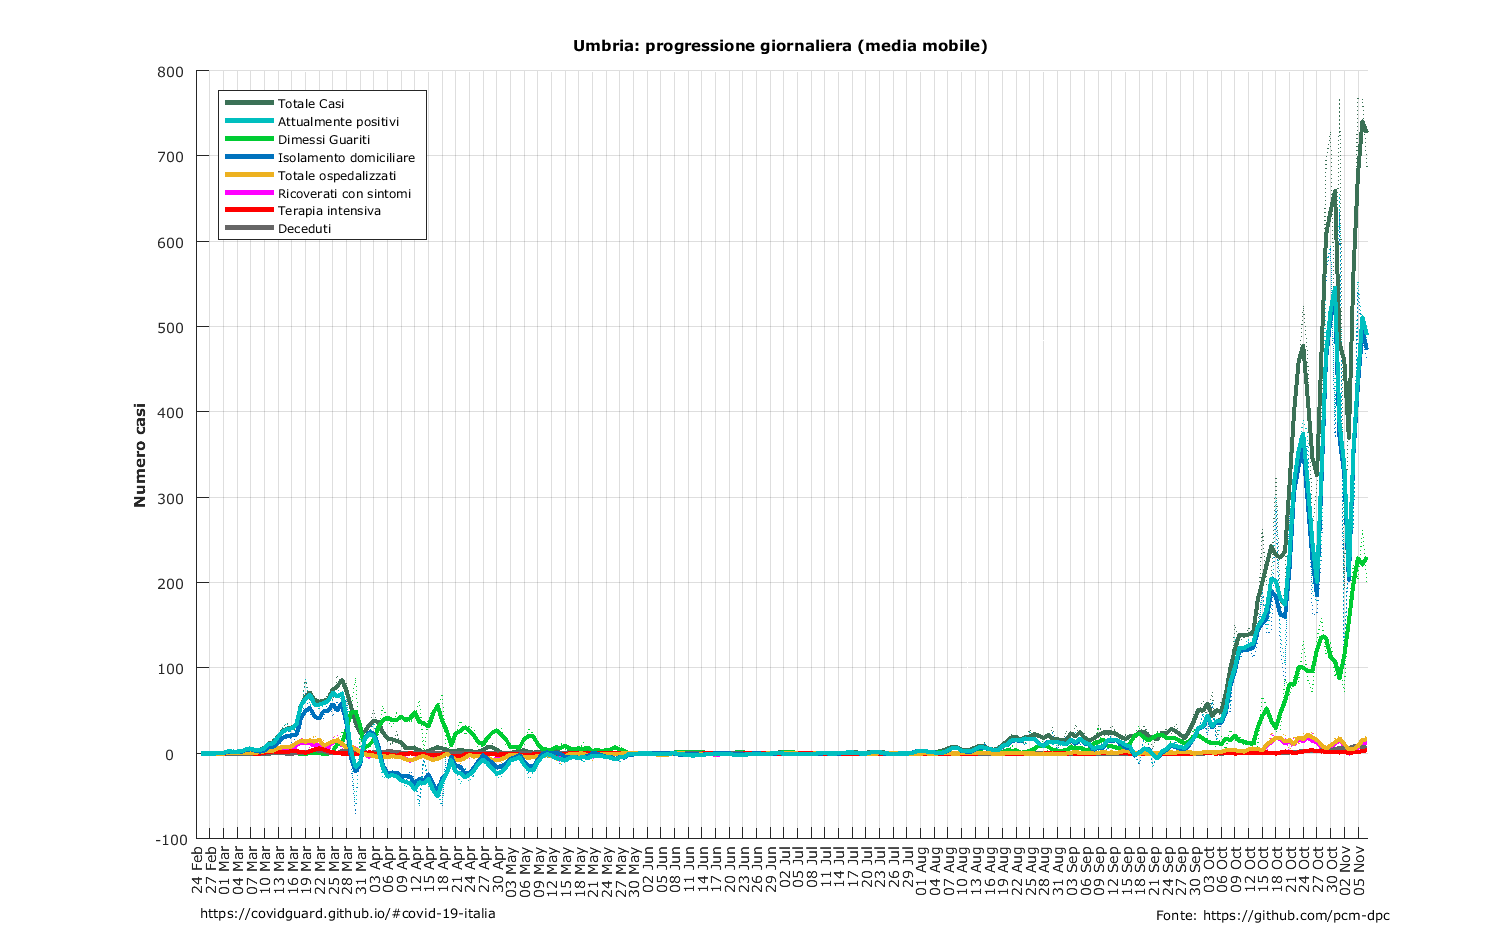 Umbria: progressione giornaliera (media mobile)
800
700
600
500
400
300
200
100
0
-100
Numero casi
Totale Casi
Attualmente positivi
Dimessi Guariti
Isolamento domiciliare
Totale ospedalizzati
Ricoverati con sintomi
Terapia intensiva
Deceduti
24 Feb
27 Feb
01 Mar
04 Mar
07 Mar
10 Mar
13 Mar
16 Mar
19 Mar
22 Mar
25 Mar
28 Mar
31 Mar
03 Apr
06 Apr
09 Apr
12 Apr
15 Apr
18 Apr
21 Apr
24 Apr
27 Apr
30 Apr
03 May
06 May
09 May
12 May
15 May
18 May
21 May
24 May
27 May
30 May
02 Jun
05 Jun
08 Jun
11 Jun
14 Jun
17 Jun
20 Jun
23 Jun
26 Jun
29 Jun
02 Jul
05 Jul
08 Jul
11 Jul
14 Jul
17 Jul
20 Jul
23 Jul
26 Jul
29 Jul
01 Aug
04 Aug
07 Aug
10 Aug
13 Aug
16 Aug
19 Aug
22 Aug
25 Aug
28 Aug
31 Aug
03 Sep
06 Sep
09 Sep
12 Sep
15 Sep
18 Sep
21 Sep
24 Sep
27 Sep
30 Sep
03 Oct
06 Oct
09 Oct
12 Oct
15 Oct
18 Oct
21 Oct
24 Oct
27 Oct
30 Oct
02 Nov
05 Nov
https://covidguard.github.io/#covid-19-italia
Fonte: https://github.com/pcm-dpc